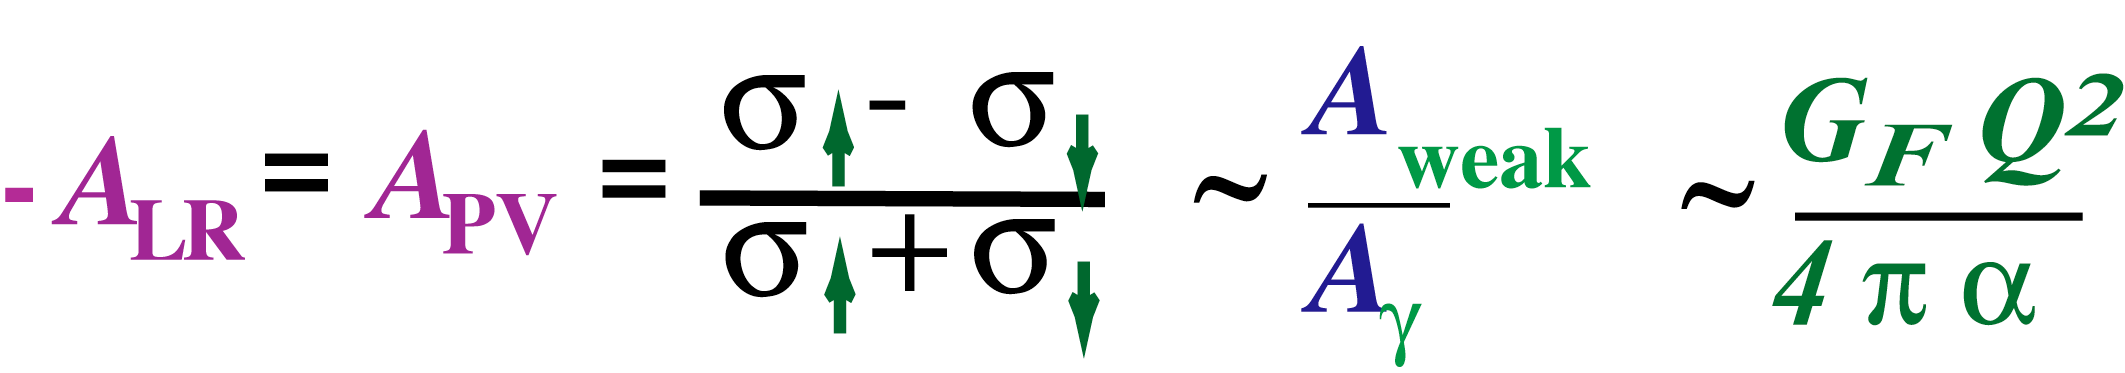 - A_LR = A_PV = (σ↑ - σ↓) / (σ↑ + σ↓) ~ A_weak / A_γ ~ G_F Q² / 4 π α